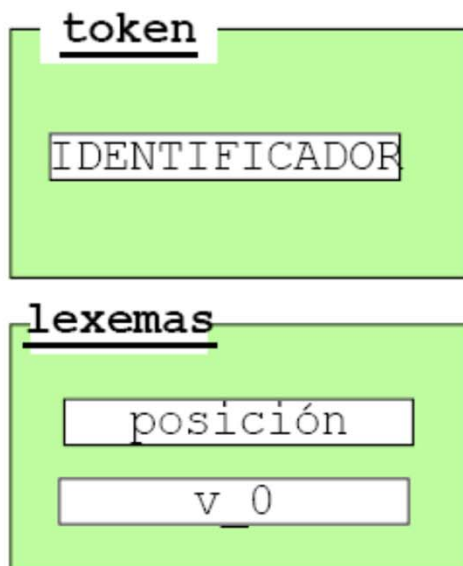 token
IDENTIFICADOR
lexemas
posición
v_0